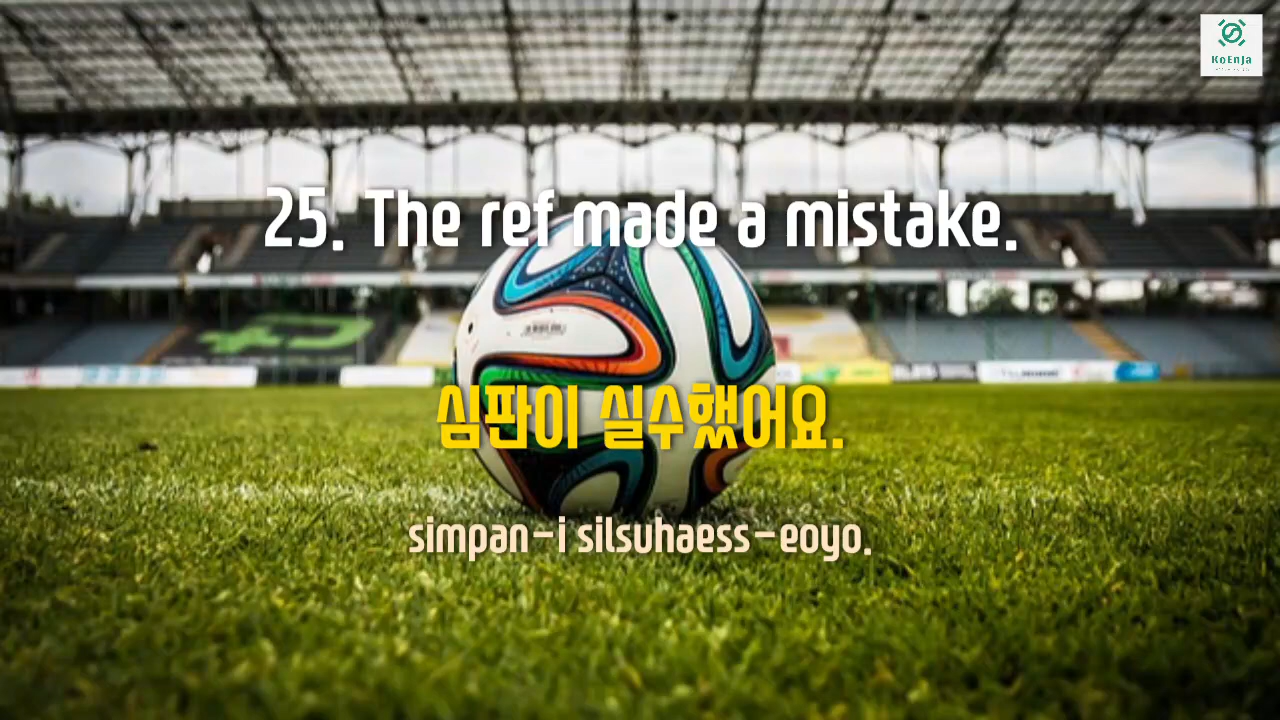 KoEnJa
25. The ref made a mistake.
심판이 실수했어요.
simpan-i silsuhaess-eoyo.